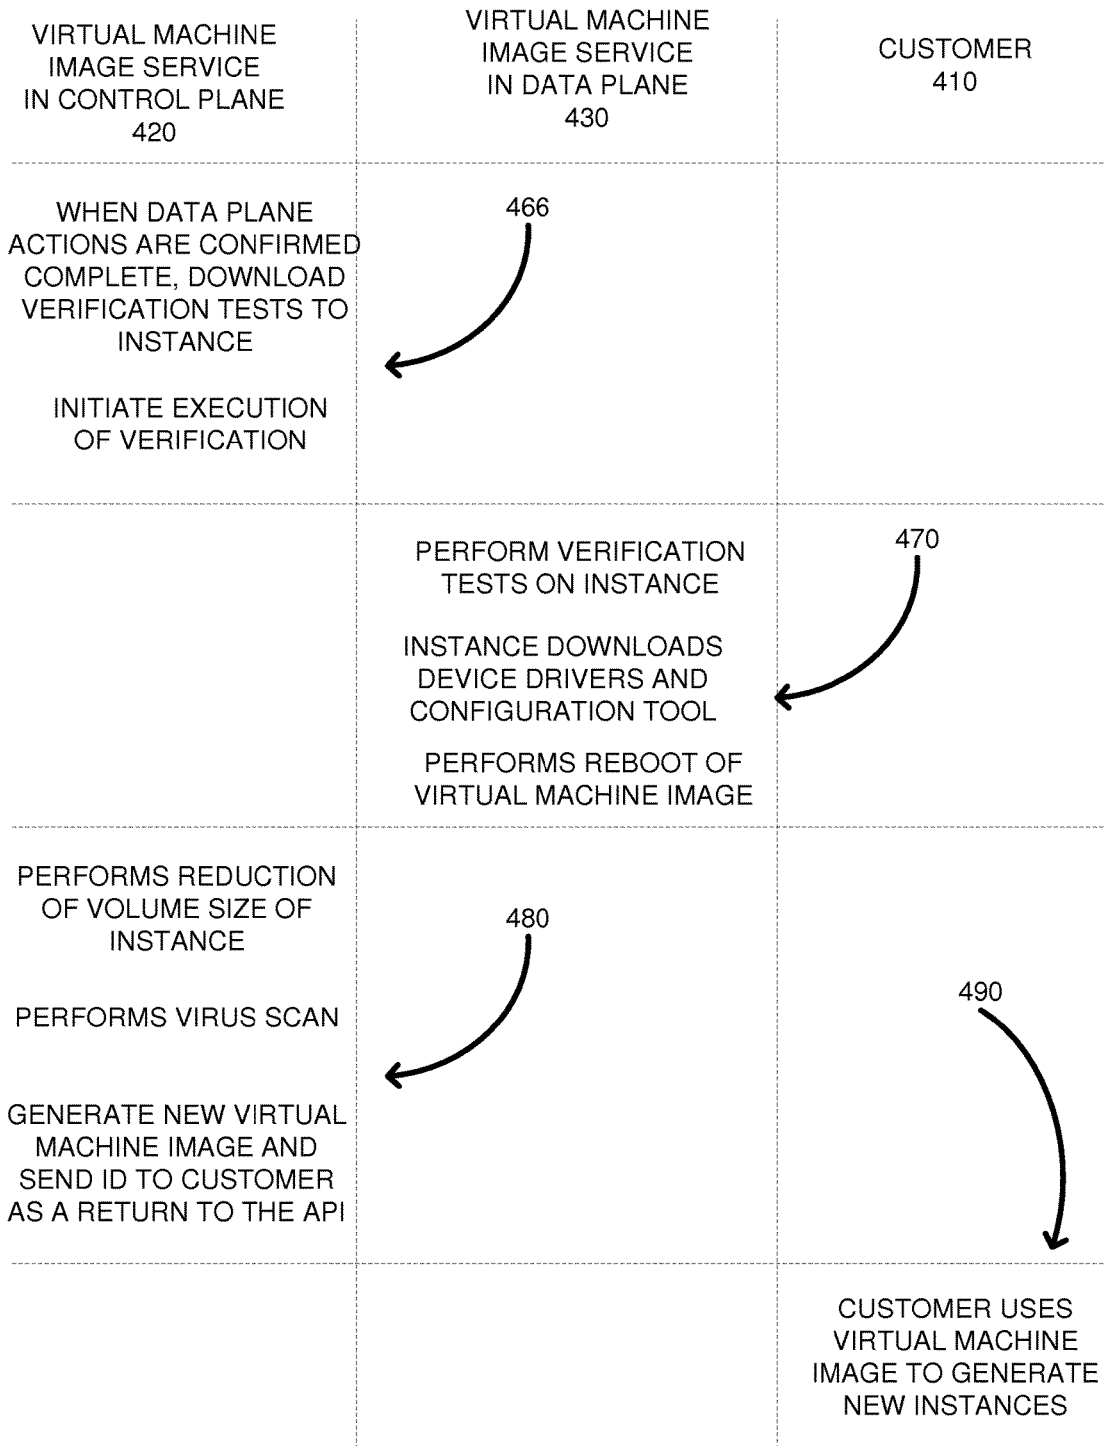 VIRTUAL MACHINE
IMAGE SERVICE
IN CONTROL PLANE
420
VIRTUAL MACHINE
IMAGE SERVICE
IN DATA PLANE
430
CUSTOMER
410
WHEN DATA PLANE
ACTIONS ARE CONFIRMED
COMPLETE, DOWNLOAD
VERIFICATION TESTS TO
INSTANCE
INITIATE EXECUTION
OF VERIFICATION
466
PERFORM VERIFICATION
TESTS ON INSTANCE
INSTANCE DOWNLOADS
DEVICE DRIVERS AND
CONFIGURATION TOOL
PERFORMS REBOOT OF
VIRTUAL MACHINE IMAGE
470
PERFORMS REDUCTION
OF VOLUME SIZE OF
INSTANCE
PERFORMS VIRUS SCAN
GENERATE NEW VIRTUAL
MACHINE IMAGE AND
SEND ID TO CUSTOMER
AS A RETURN TO THE API
480
490
CUSTOMER USES
VIRTUAL MACHINE
IMAGE TO GENERATE
NEW INSTANCES